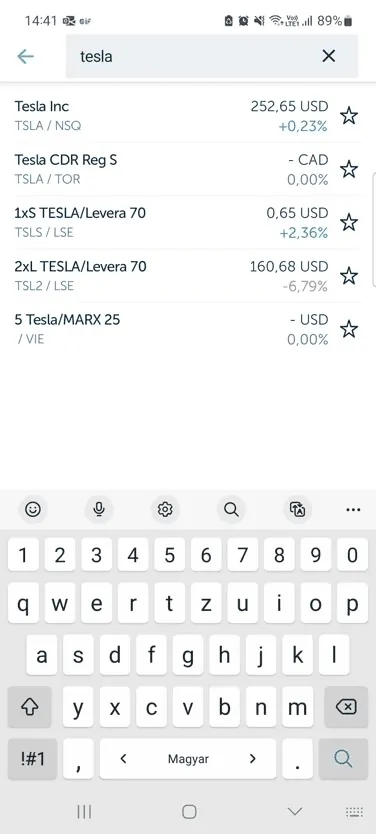 14:41 GIF Vo) LTE1 89%
tesla
Tesla Inc 252,65 USD
TSLA / NSQ +0,23%
Tesla CDR Reg S - CAD
TSLA / TOR 0,00%
1xS TESLA/Levera 70 0,65 USD
TSLS / LSE +2,36%
2xL TESLA/Levera 70 160,68 USD
TSL2 / LSE -6,79%
5 Tesla/MARX 25 - USD
/ VIE 0,00%
1 2 3 4 5 6 7 8 9 0
q w e r t z u i o p
a s d f g h j k l
y x c v b n m
!#1 , < Magyar > .